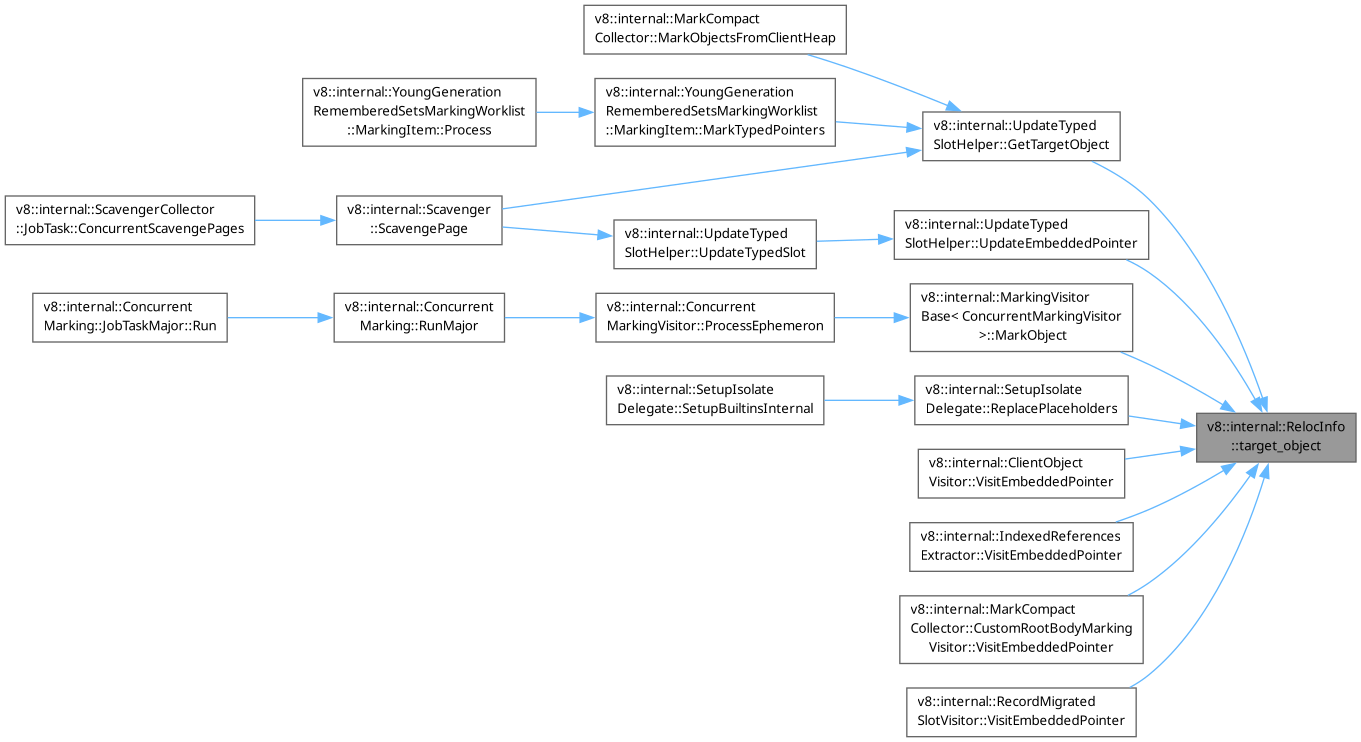 v8::internal::MarkCompact
Collector::MarkObjectsFromClientHeap
v8::internal::YoungGeneration
RememberedSetsMarkingWorklist
::MarkingItem::Process
v8::internal::YoungGeneration
RememberedSetsMarkingWorklist
::MarkingItem::MarkTypedPointers
v8::internal::UpdateTyped
SlotHelper::GetTargetObject
v8::internal::ScavengerCollector
::JobTask::ConcurrentScavengePages
v8::internal::Scavenger
::ScavengePage
v8::internal::UpdateTyped
SlotHelper::UpdateTypedSlot
v8::internal::UpdateTyped
SlotHelper::UpdateEmbeddedPointer
v8::internal::Concurrent
Marking::JobTaskMajor::Run
v8::internal::Concurrent
Marking::RunMajor
v8::internal::Concurrent
MarkingVisitor::ProcessEphemeron
v8::internal::MarkingVisitor
Base< ConcurrentMarkingVisitor
>::MarkObject
v8::internal::SetupIsolate
Delegate::SetupBuiltinsInternal
v8::internal::SetupIsolate
Delegate::ReplacePlaceholders
v8::internal::RelocInfo
::target_object
v8::internal::ClientObject
Visitor::VisitEmbeddedPointer
v8::internal::IndexedReferences
Extractor::VisitEmbeddedPointer
v8::internal::MarkCompact
Collector::CustomRootBodyMarking
Visitor::VisitEmbeddedPointer
v8::internal::RecordMigrated
SlotVisitor::VisitEmbeddedPointer